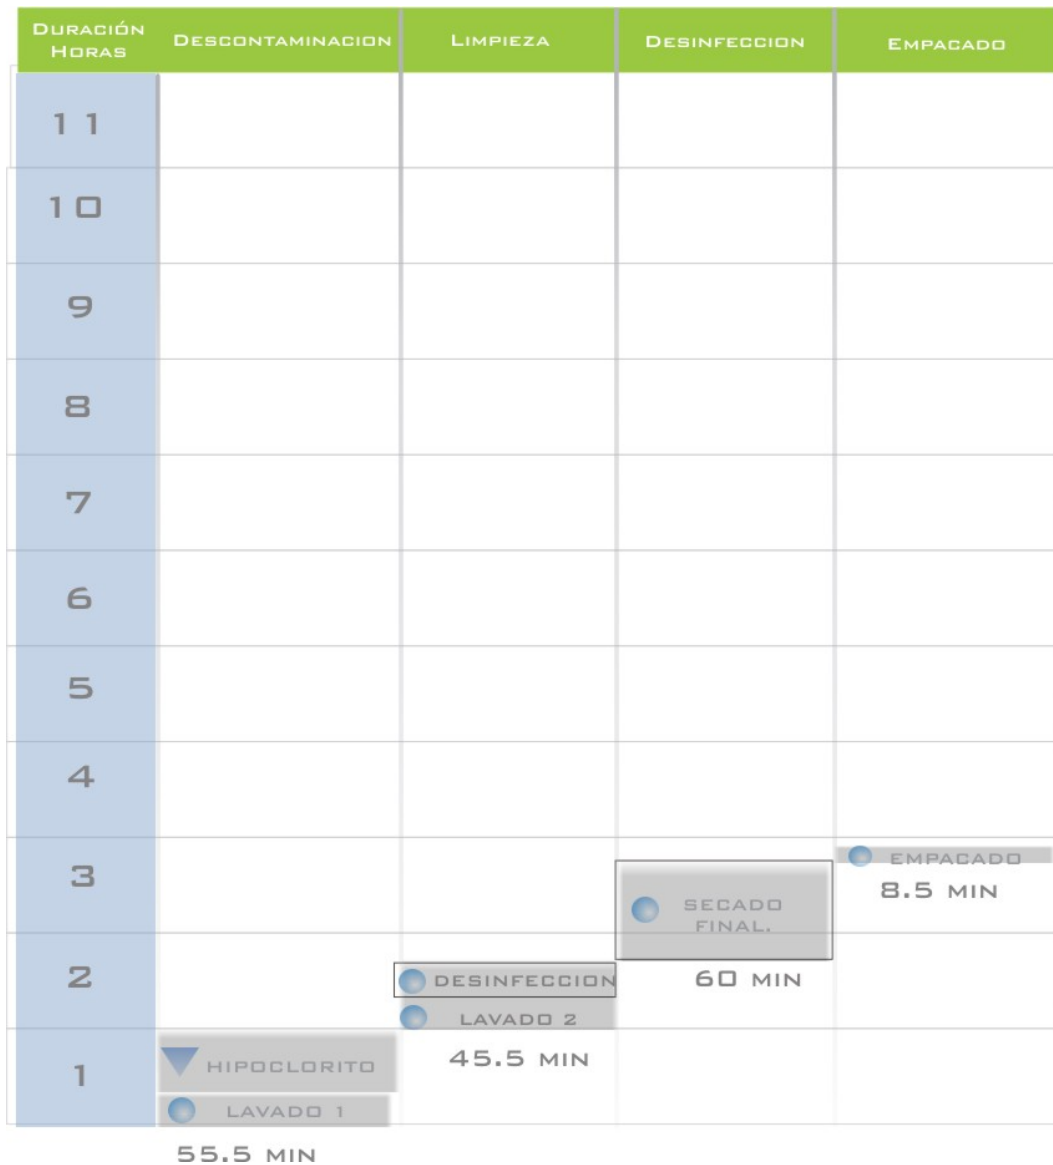 DURACIÓN
HORAS
DESCONTAMINACION
LIMPIEZA
DESINFECCION
EMPACADO
11
10
9
8
7
6
5
4
3
EMPACADO
8.5 MIN
SECADO
FINAL.
2
DESINFECCION
60 MIN
LAVADO 2
1
HIPOCLORITO
45.5 MIN
LAVADO 1
55.5 MIN